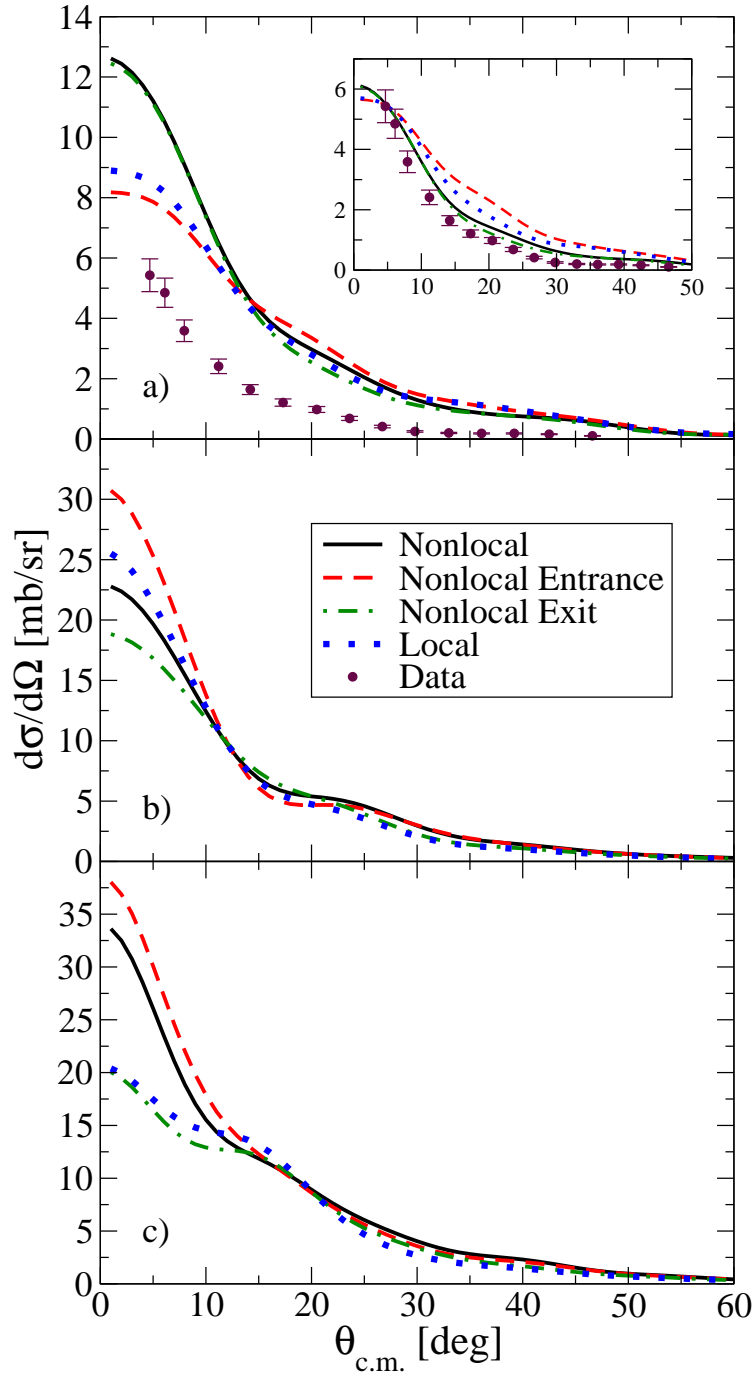 14
12
10
8
6
4
2
0
a)
6
4
2
0
0 10 20 30 40 50
dσ/dΩ [mb/sr]
30
25
20
15
10
5
0
b)
Nonlocal
Nonlocal Entrance
Nonlocal Exit
Local
Data
35
30
25
20
15
10
5
0
c)
0 10 20 30 40 50 60
θc.m. [deg]